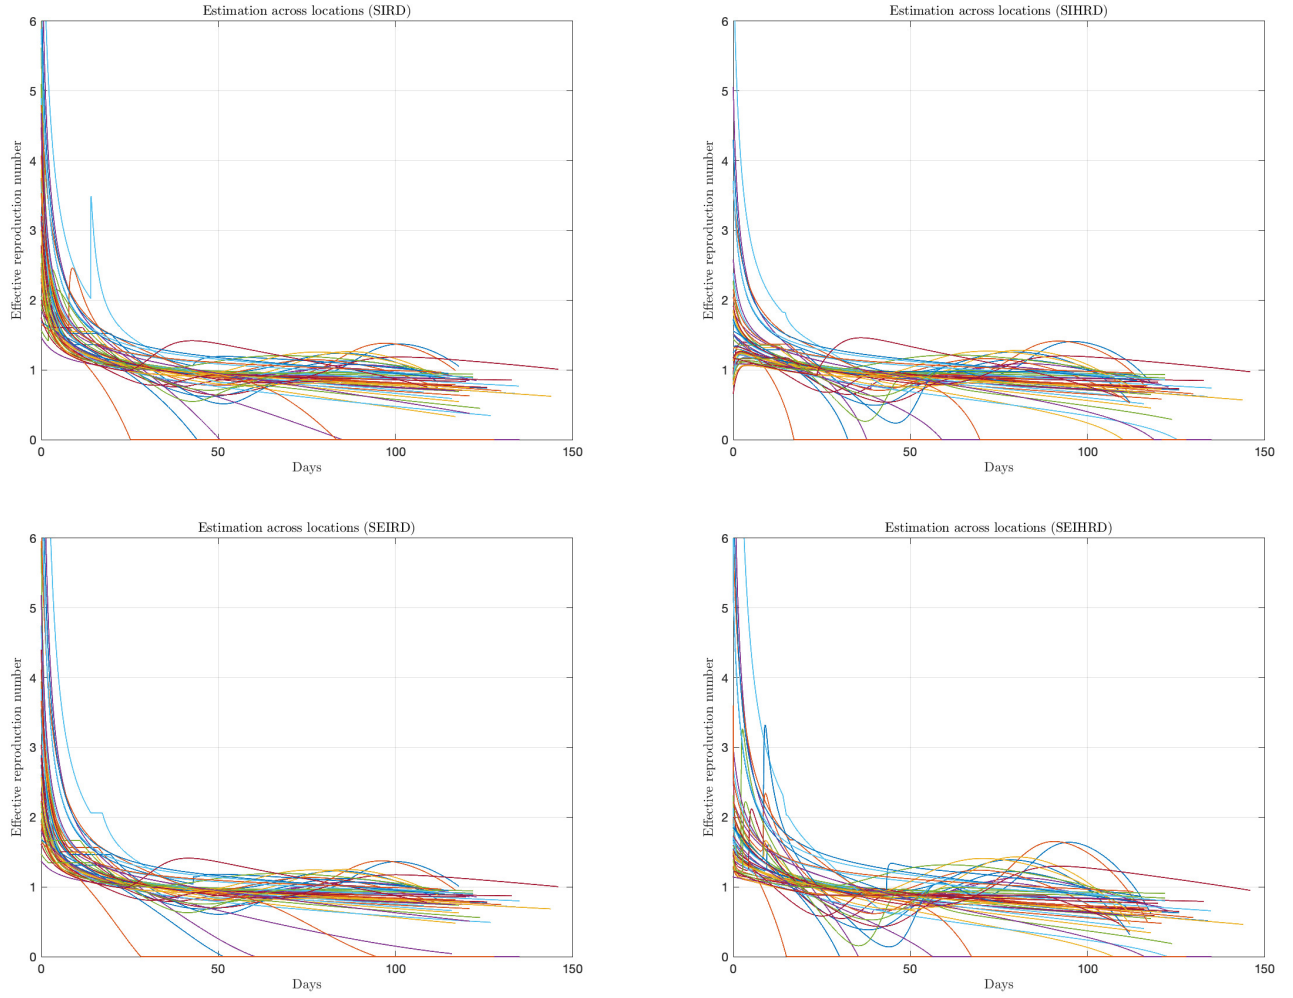 Estimation across locations (SIRD)
6
5
4
3
2
1
0
Effective reproduction number
0 50 100 150
Days
Estimation across locations (SIHRD)
6
5
4
3
2
1
0
Effective reproduction number
0 50 100 150
Days
Estimation across locations (SEIRD)
6
5
4
3
2
1
0
Effective reproduction number
0 50 100 150
Days
Estimation across locations (SEIHRD)
6
5
4
3
2
1
0
Effective reproduction number
0 50 100 150
Days